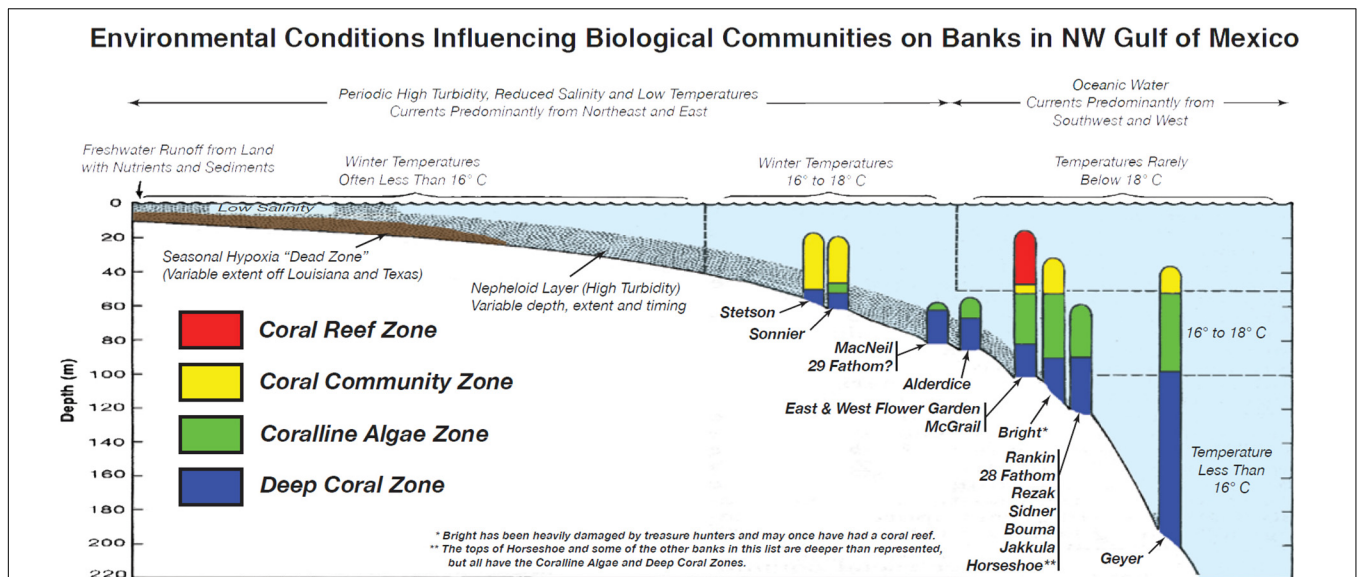 Environmental Conditions Influencing Biological Communities on Banks in NW Gulf of Mexico
Periodic High Turbidity, Reduced Salinity and Low Temperatures
Currents Predominantly from Northeast and East
Oceanic Water
Currents Predominantly from
Southwest and West
Freshwater Runoff from Land
with Nutrients and Sediments
Winter Temperatures
Often Less Than 16° C
Winter Temperatures
16° to 18° C
Temperatures Rarely
Below 18° C
Depth (m)
0
20
40
60
80
100
120
140
160
180
200
220
Low Salinity
Seasonal Hypoxia “Dead Zone”
(Variable extent off Louisiana and Texas)
Nepheloid Layer (High Turbidity)
Variable depth, extent and timing
Coral Reef Zone
Coral Community Zone
Coralline Algae Zone
Deep Coral Zone
Stetson
Sonnier
MacNeil
29 Fathom?
Alderdice
East & West Flower Garden
McGrail
Bright*
Rankin
28 Fathom
Rezak
Sidner
Bouma
Jakkula
Horseshoe**
Geyer
16° to 18° C
Temperature
Less Than
16° C
* Bright has been heavily damaged by treasure hunters and may once have had a coral reef.
** The tops of Horseshoe and some of the other banks in this list are deeper than represented,
but all have the Coralline Algae and Deep Coral Zones.